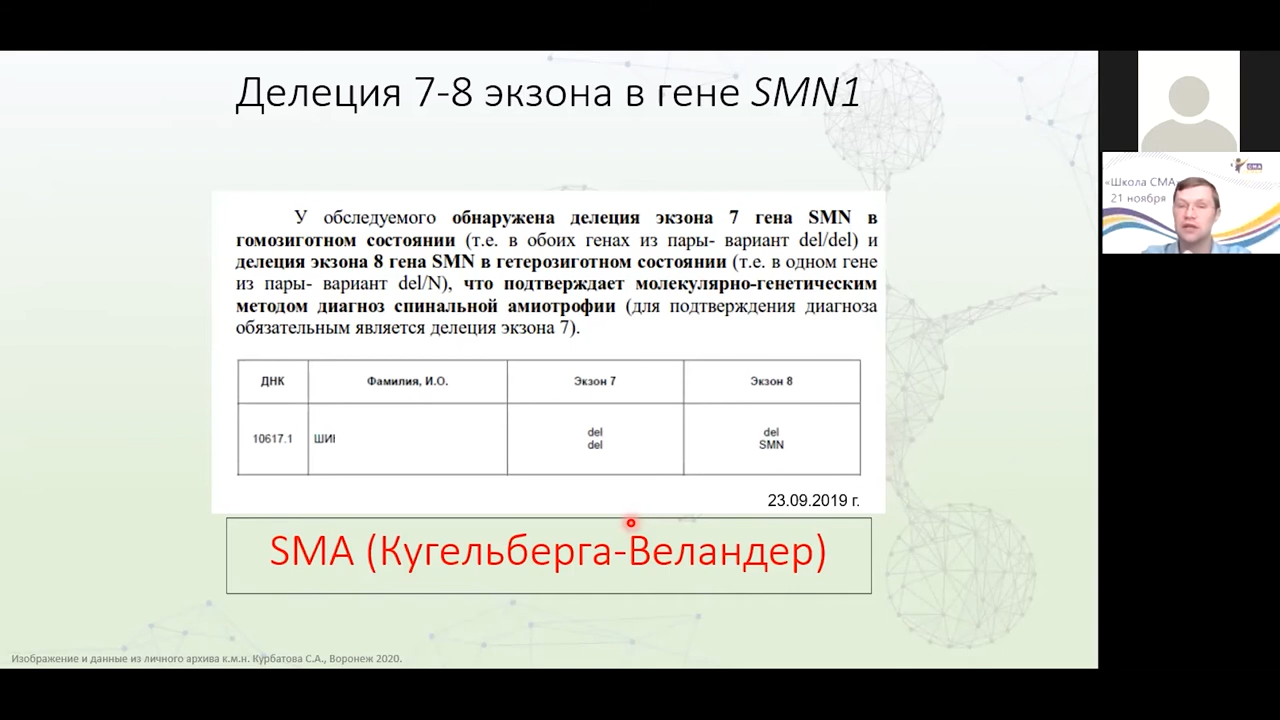 Делеция 7-8 экзона в гене SMN1
У обследуемого обнаружена делеция экзона 7 гена SMN в
гомозиготном состоянии (т.е. в обоих генах из пары- вариант del/del) и
делеция экзона 8 гена SMN в гетерозиготном состоянии (т.е. в одном гене
из пары- вариант del/N), что подтверждает молекулярно-генетическим
методом диагноз спинальной амиотрофии (для подтверждения диагноза
обязательным является делеция экзона 7).
ДНК Фамилия, И.О. Экзон 7 Экзон 8
10617.1 ШИ
del del
del SMN
23.09.2019 г.
SMA (Кугельберга-Веландер)
Изображение и данные из личного архива к.м.н. Курбатова С.А., Воронеж 2020.
«Школа СМА»
21 ноября
СМА